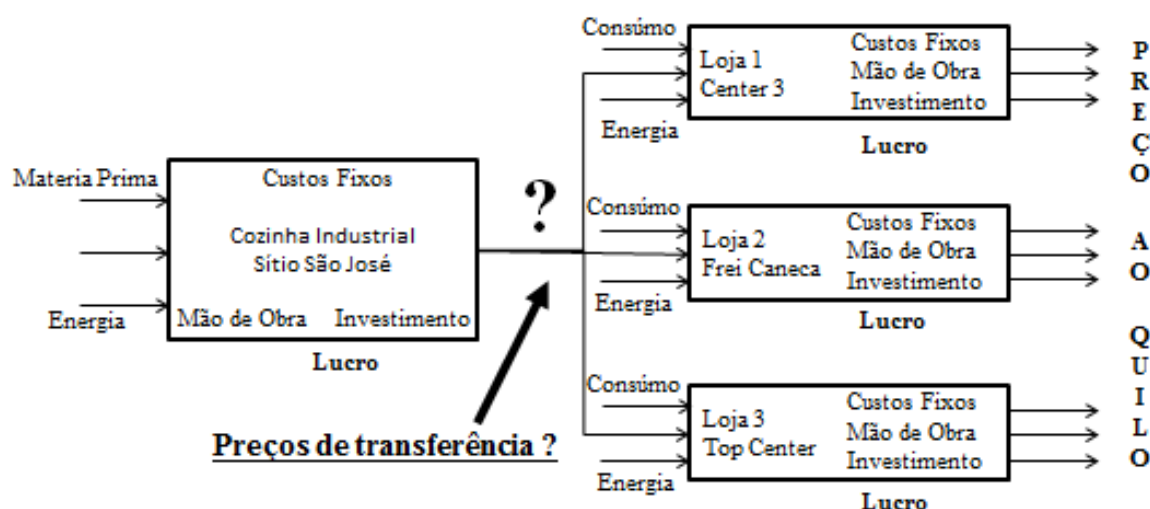 Materia Prima
Energia
Custos Fixos
Cozinha Industrial
Sítio São José
Mão de Obra Investimento
Lucro
?
Preços de transferência ?
Consúmo
Energia
Loja 1
Center 3
Custos Fixos
Mão de Obra
Investimento
Lucro
Consúmo
Energia
Loja 2
Frei Caneca
Custos Fixos
Mão de Obra
Investimento
Lucro
Consúmo
Energia
Loja 3
Top Center
Custos Fixos
Mão de Obra
Investimento
Lucro
PREÇO AO QUILO